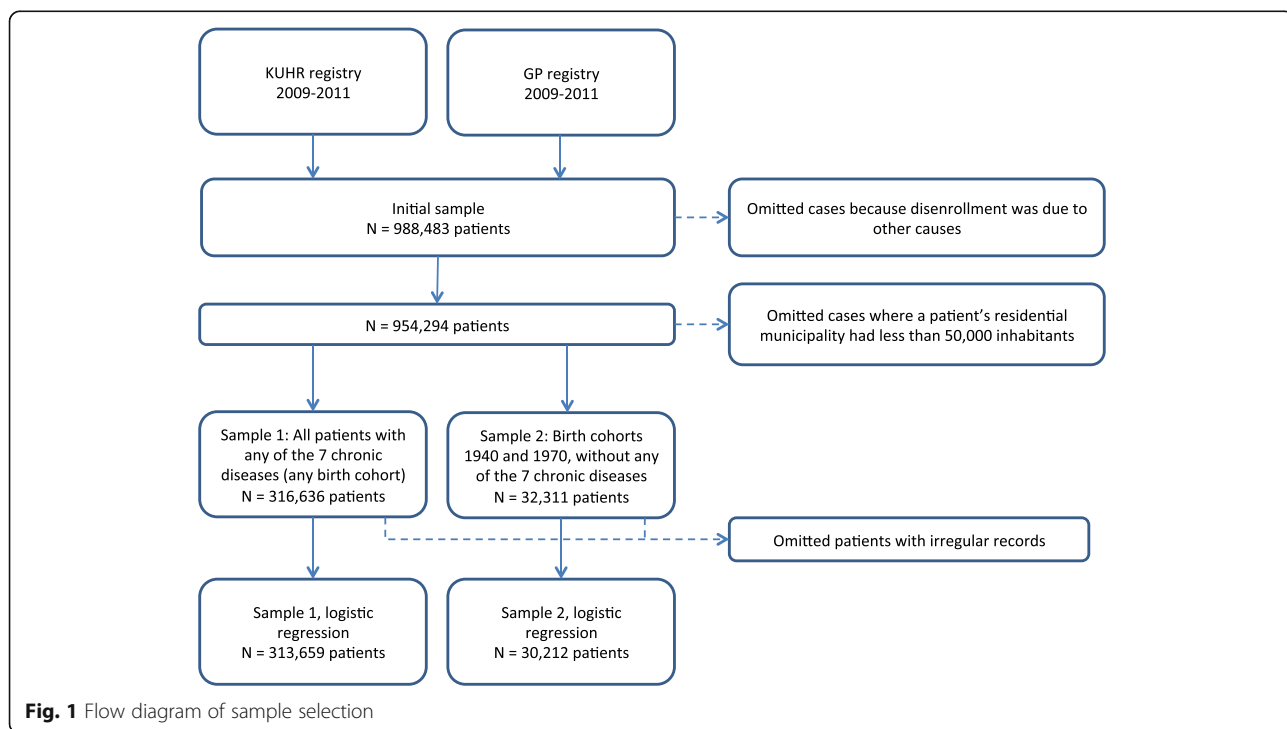 KUHR registry
2009-2011
GP registry
2009-2011
Initial sample
N = 988,483 patients
Omitted cases because disenrollment was due to
other causes
N = 954,294 patients
Omitted cases where a patient's residential
municipality had less than 50,000 inhabitants
Sample 1: All patients with
any of the 7 chronic
diseases (any birth cohort)
N = 316,636 patients
Sample 2: Birth cohorts
1940 and 1970, without any
of the 7 chronic diseases
N = 32,311 patients
Omitted patients with irregular records
Sample 1, logistic
regression
N = 313,659 patients
Sample 2, logistic
regression
N = 30,212 patients
Fig. 1 Flow diagram of sample selection